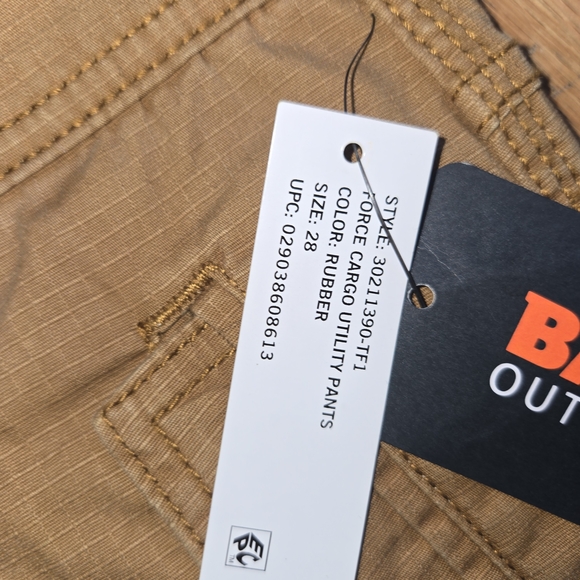 STYLE: 30211390-TF1
FORCE CARGO UTILITY PANTS
COLOR: RUBBER
SIZE: 28
UPC: 029038608613
OUT